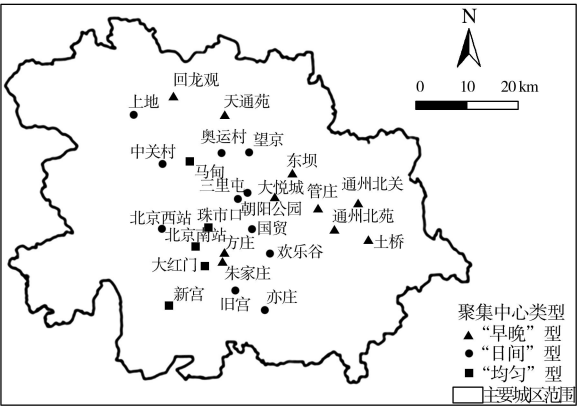 N
0 10 20 km
回龙观
上地
天通苑
奥运村
望京
中关村
马甸
东坝
三里屯
大悦城
管庄
通州北关
朝阳公园
北京西站
珠市口
国贸
通州北苑
北京南站
方庄
欢乐谷
土桥
大红门
朱家庄
新宫
旧宫
亦庄
聚集中心类型
“早晚”型
“日间”型
“均匀”型
主要城区范围